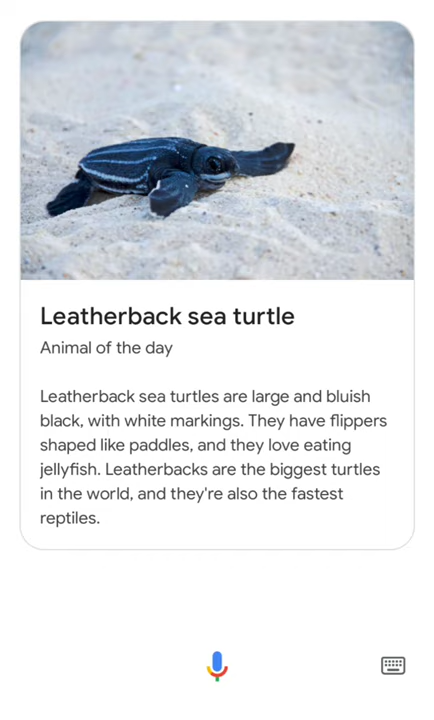 Leatherback sea turtle
Animal of the day
Leatherback sea turtles are large and bluish
black, with white markings. They have flippers
shaped like paddles, and they love eating
jellyfish. Leatherbacks are the biggest turtles
in the world, and they're also the fastest
reptiles.